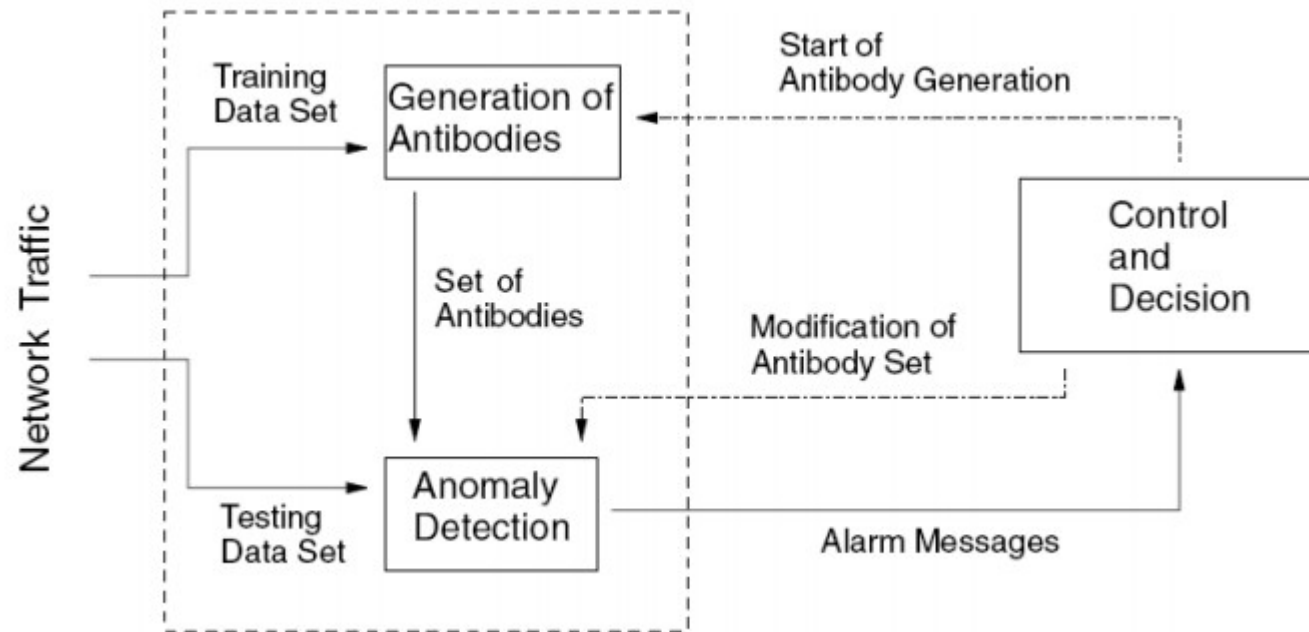 Network Traffic
Training
Data Set
Generation of
Antibodies
Start of
Antibody Generation
Control
and
Decision
Set of
Antibodies
Modification of
Antibody Set
Testing
Data Set
Anomaly
Detection
Alarm Messages